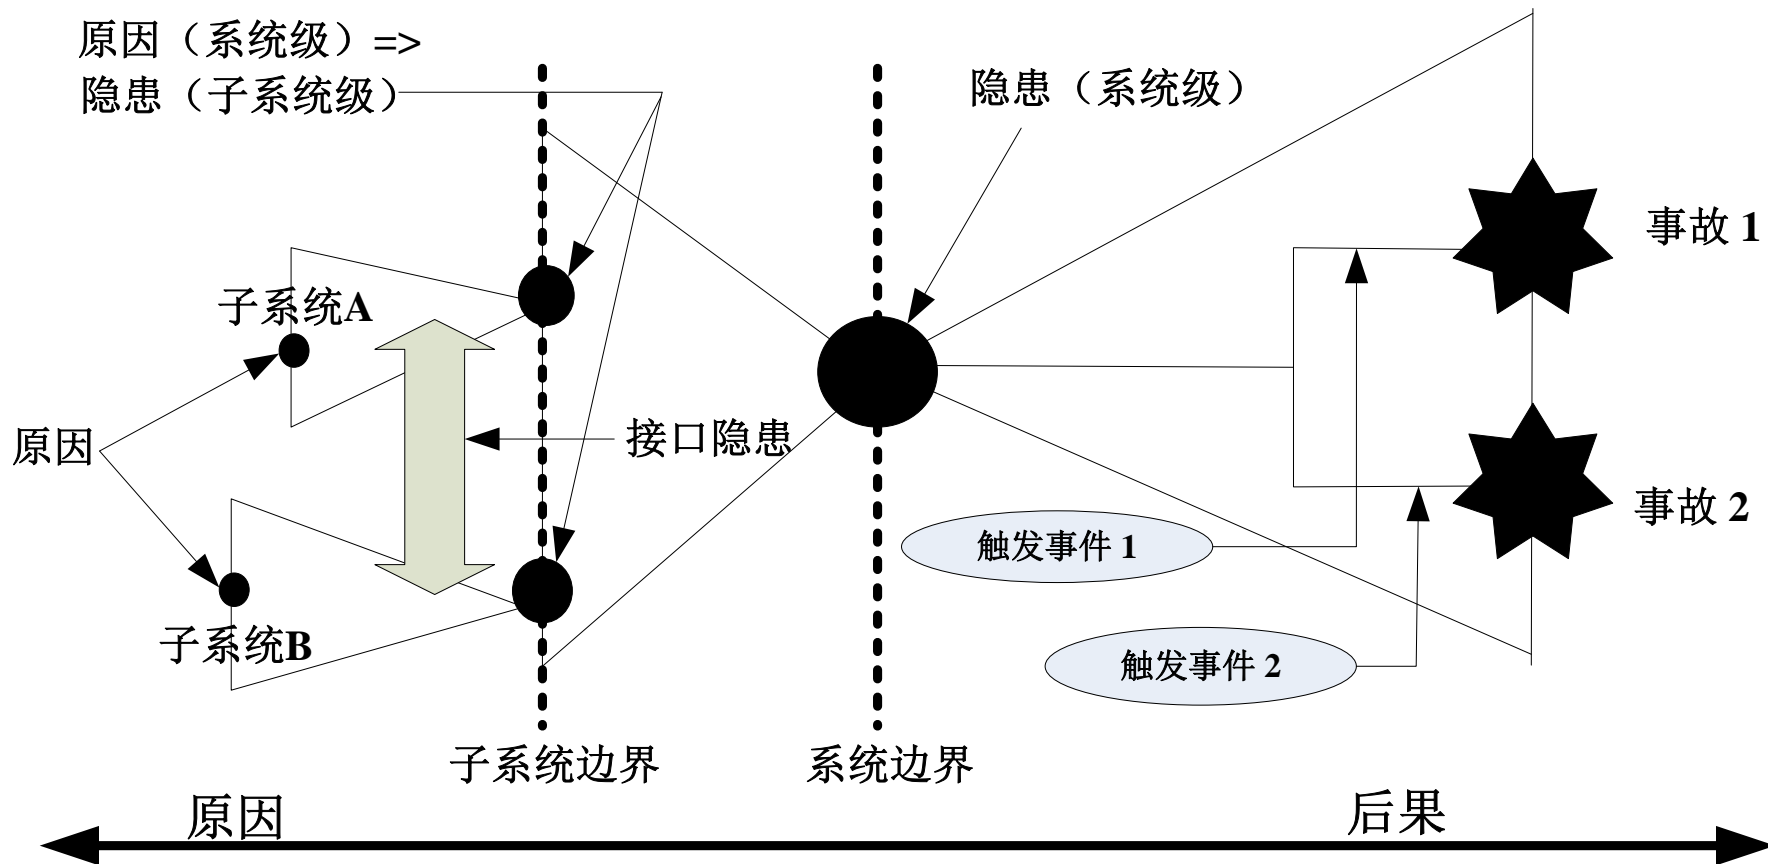 原因（系统级）=>
隐患（子系统级）
隐患（系统级）
事故 1
子系统A
原因
接口隐患
事故 2
触发事件 1
子系统B
触发事件 2
子系统边界
系统边界
原因
后果